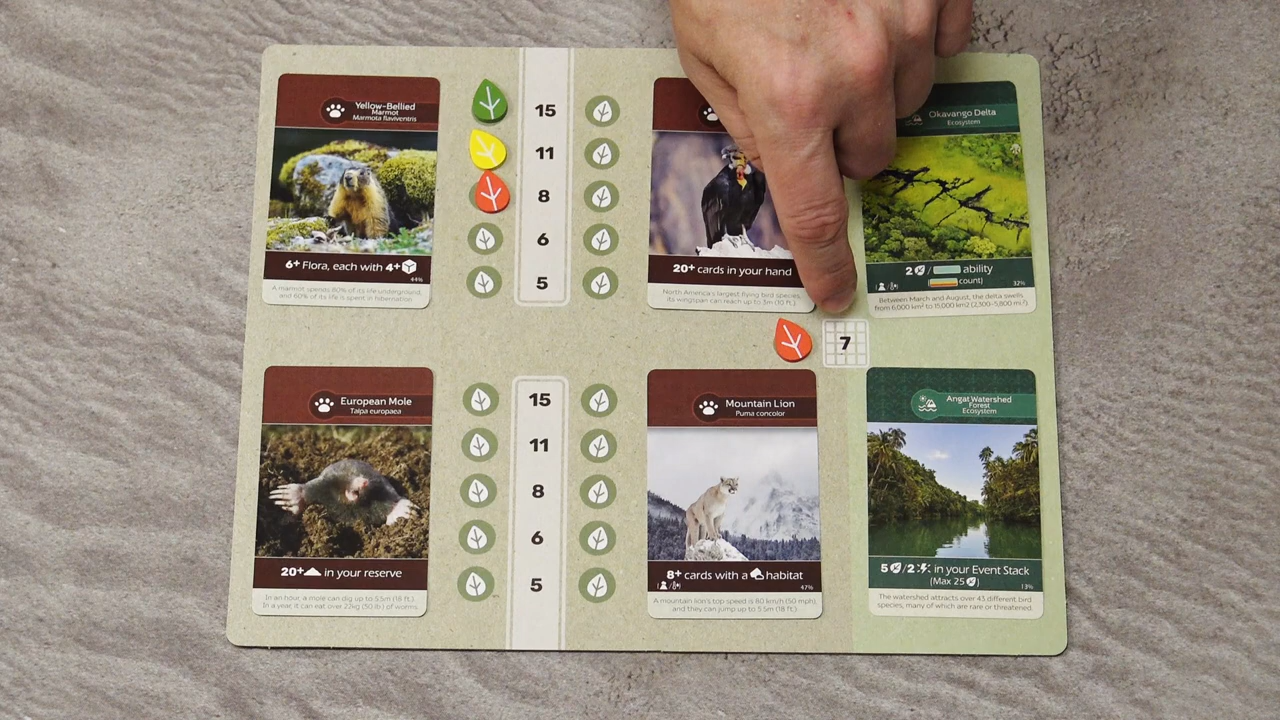 Yellow-Bellied
Marmot
Marmota flaviventris
6+ Flora, each with 4+
44%
A marmot spends 80% of its life underground,
and 60% of its life is spent in hibernation.
15
11
8
6
5
20+ cards in your hand
North America's largest flying bird species,
its wingspan can reach up to 3m (10 ft.)
Okavango Delta
Ecosystem
2 / ability
count)
32%
Between March and August, the delta swells
from 6,000 km² to 15,000 km2 (2,300-5,800 mi.²)
7
European Mole
Talpa europaea
20+ in your reserve
In an hour, a mole can dig up to 5.5m (18 ft.)
In a year, it can eat over 22kg (50 lb.) of worms.
15
11
8
6
5
Mountain Lion
Puma concolor
8+ cards with a habitat
47%
A mountain lion's top speed is 80 km/h (50 mph),
and they can jump up to 5.5m (18 ft.)
Angat Watershed
Forest
Ecosystem
5 /2 in your Event Stack
(Max 25)
13%
The watershed attracts over 43 different bird
species, many of which are rare or threatened.